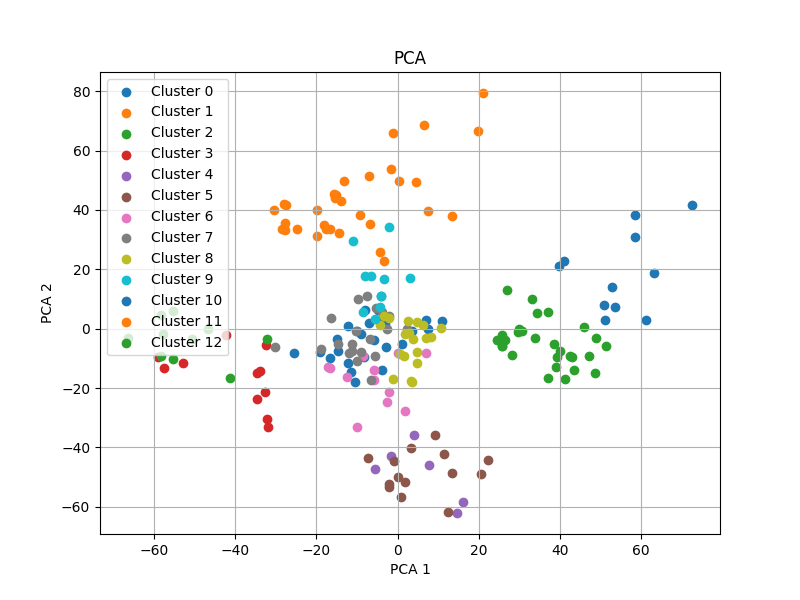 PCA
80
60
40
20
0
−20
−40
−60
PCA 2
Cluster 0
Cluster 1
Cluster 2
Cluster 3
Cluster 4
Cluster 5
Cluster 6
Cluster 7
Cluster 8
Cluster 9
Cluster 10
Cluster 11
Cluster 12
−60 −40 −20 0 20 40 60
PCA 1